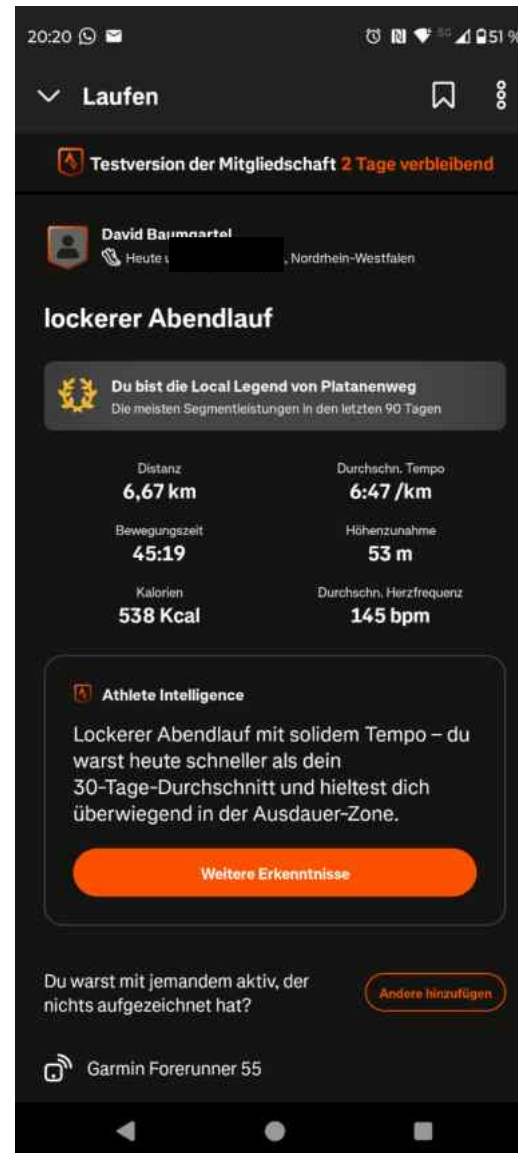 20:20
5G 51 %
Laufen
Testversion der Mitgliedschaft 2 Tage verbleibend
David Baumgartel
Heute , Nordrhein-Westfalen
lockerer Abendlauf
Du bist die Local Legend von Platanenweg
Die meisten Segmentleistungen in den letzten 90 Tagen
Distanz Durchschn. Tempo
6,67 km 6:47 /km
Bewegungszeit Höhenzunahme
45:19 53 m
Kalorien Durchschn. Herzfrequenz
538 Kcal 145 bpm
Athlete Intelligence
Lockerer Abendlauf mit solidem Tempo – du
warst heute schneller als dein
30-Tage-Durchschnitt und hieltest dich
überwiegend in der Ausdauer-Zone.
Weitere Erkenntnisse
Du warst mit jemandem aktiv, der
nichts aufgezeichnet hat?
Andere hinzufügen
Garmin Forerunner 55